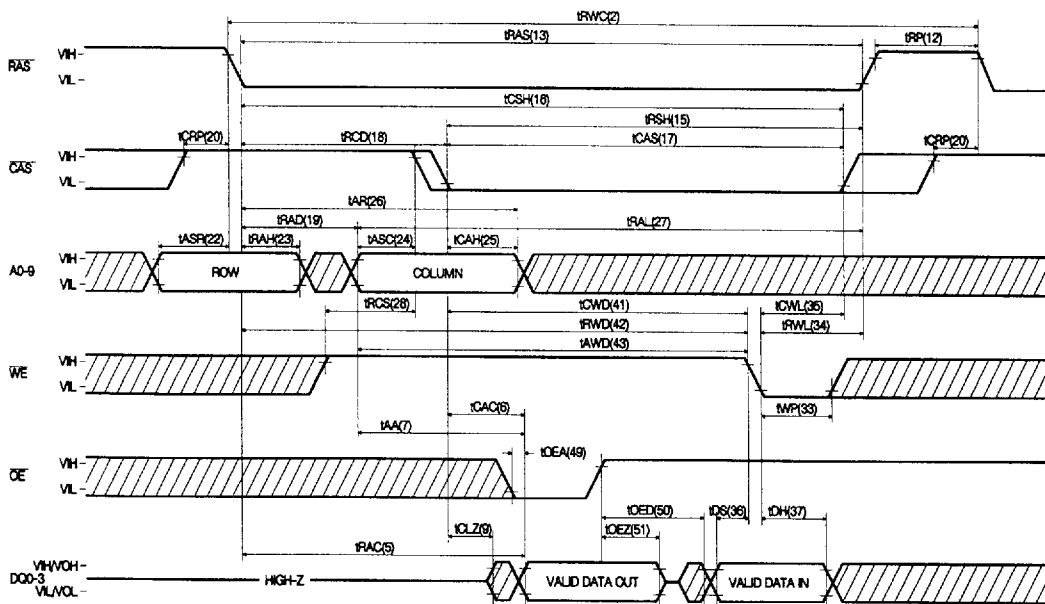 tRWC(2)
tRAS(13)
tRP(12)
RAS
VIH
VIL
tCSH(16)
tRSH(15)
tCRP(20)
tRCD(18)
tCAS(17)
tCRP(20)
CAS
VIH
VIL
tAR(26)
tRAD(19)
tRAL(27)
tASR(22)
tRAH(23)
tASC(24)
tCAH(25)
A0-9
VIH
VIL
ROW
COLUMN
tRCS(28)
tCWD(41)
tCWL(35)
tRWD(42)
tRWL(34)
tAWD(43)
WE
VIH
VIL
tWP(33)
tCAC(6)
tAA(7)
tOEA(49)
OE
VIH
VIL
tOED(50)
tDS(36)
tDH(37)
tCLZ(9)
tOEZ(51)
tRAC(5)
DQ0-3
VIH/VOH
VIL/VOL
HIGH-Z
VALID DATA OUT
VALID DATA IN